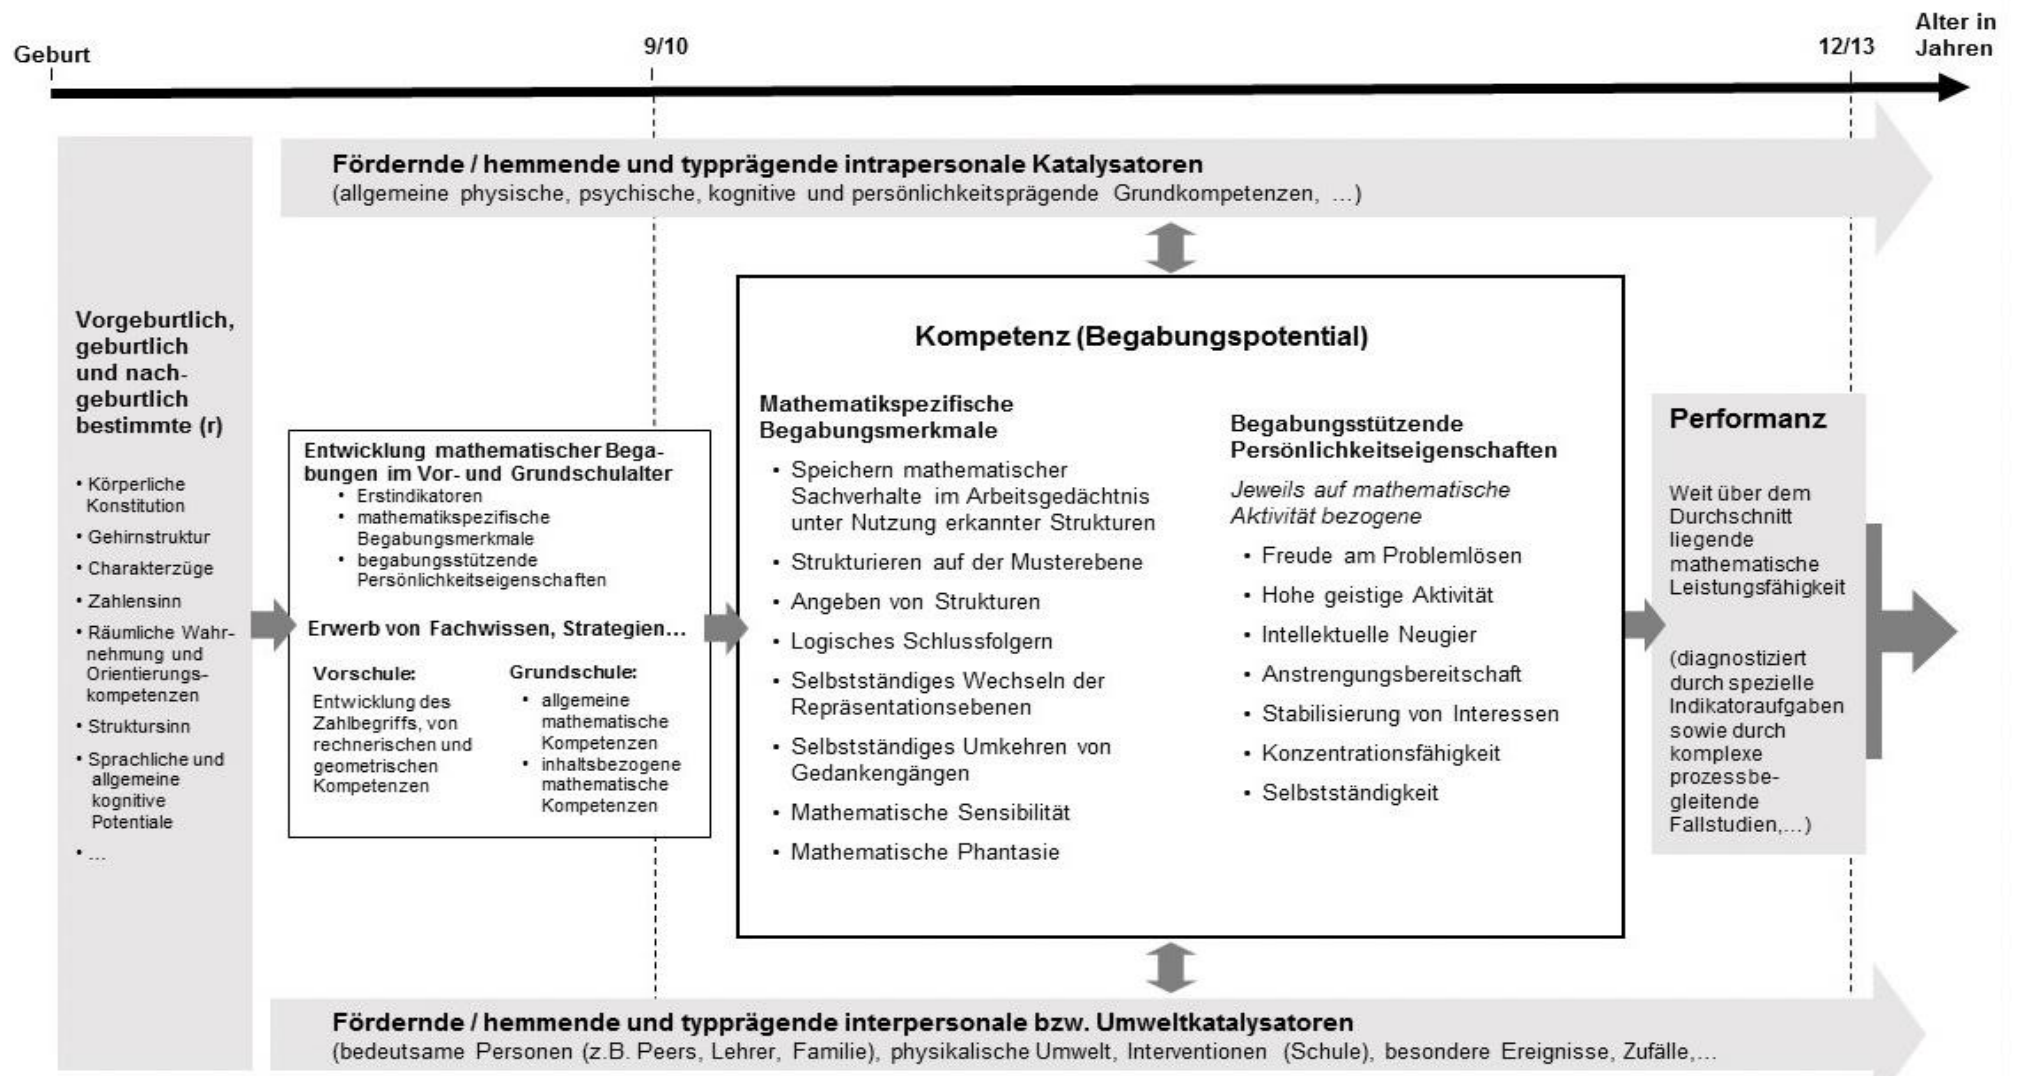 Geburt
9/10
12/13
Alter in
Jahren
Fördernde / hemmende und typprägende intrapersonale Katalysatoren
(allgemeine physische, psychische, kognitive und persönlichkeitsprägende Grundkompetenzen, …)
Vorgeburtlich,
geburtlich
und nach-
geburtlich
bestimmte (r)
• Körperliche
Konstitution
• Gehirnstruktur
• Charakterzüge
• Zahlensinn
• Räumliche Wahr-
nehmung und
Orientierungs-
kompetenzen
• Struktursinn
• Sprachliche und
allgemeine
kognitive
Potentiale
• …
Entwicklung mathematischer Bega-
bungen im Vor- und Grundschulalter
• Erstindikatoren
• mathematikspezifische
Begabungsmerkmale
• begabungsstützende
Persönlichkeitseigenschaften
Erwerb von Fachwissen, Strategien…
Vorschule:
Entwicklung des
Zahlbegriffs, von
rechnerischen und
geometrischen
Kompetenzen
Grundschule:
• allgemeine
mathematische
Kompetenzen
• inhaltsbezogene
mathematische
Kompetenzen
Kompetenz (Begabungspotential)
Mathematikspezifische
Begabungsmerkmale
• Speichern mathematischer
Sachverhalte im Arbeitsgedächtnis
unter Nutzung erkannter Strukturen
• Strukturieren auf der Musterebene
• Angeben von Strukturen
• Logisches Schlussfolgern
• Selbstständiges Wechseln der
Repräsentationsebenen
• Selbstständiges Umkehren von
Gedankengängen
• Mathematische Sensibilität
• Mathematische Phantasie
Begabungsstützende
Persönlichkeitseigenschaften
Jeweils auf mathematische
Aktivität bezogene
• Freude am Problemlösen
• Hohe geistige Aktivität
• Intellektuelle Neugier
• Anstrengungsbereitschaft
• Stabilisierung von Interessen
• Konzentrationsfähigkeit
• Selbstständigkeit
Performanz
Weit über dem
Durchschnitt
liegende
mathematische
Leistungsfähigkeit
(diagnostiziert
durch spezielle
Indikatoraufgaben
sowie durch
komplexe
prozessbe-
gleitende
Fallstudien,…)
Fördernde / hemmende und typprägende interpersonale bzw. Umweltkatalysatoren
(bedeutsame Personen (z.B. Peers, Lehrer, Familie), physikalische Umwelt, Interventionen (Schule), besondere Ereignisse, Zufälle,…